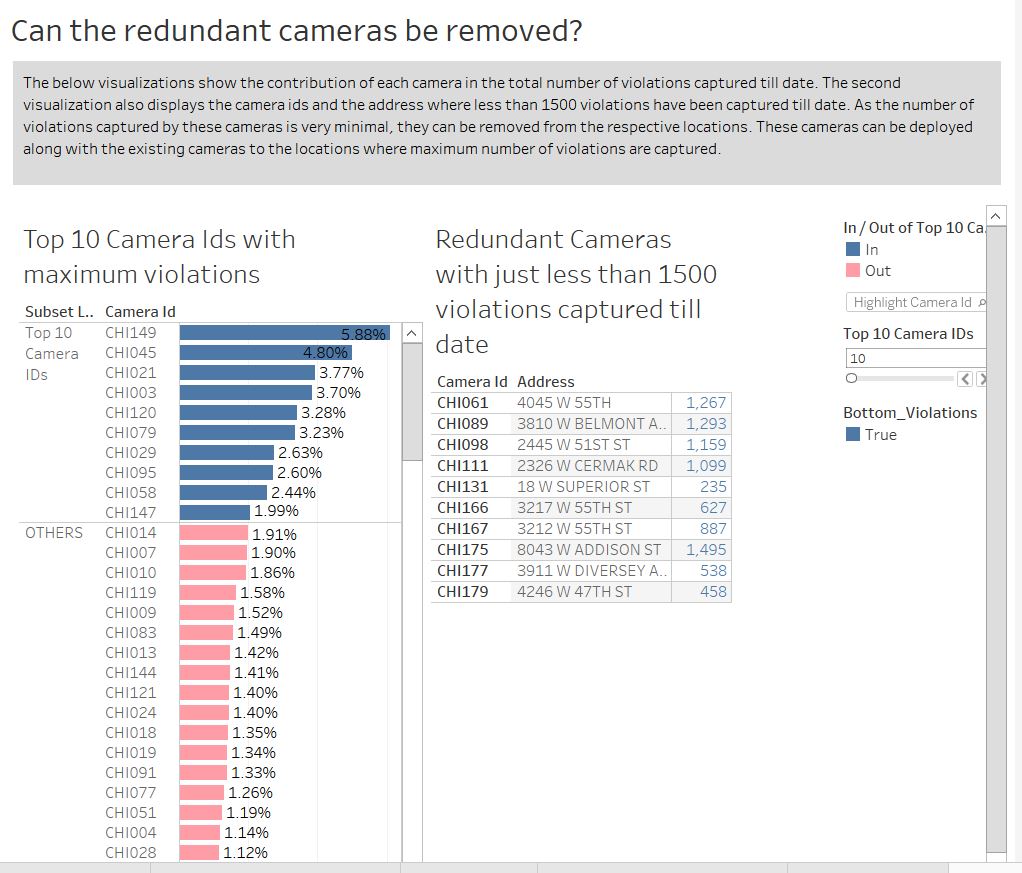 Can the redundant cameras be removed?
The below visualizations show the contribution of each camera in the total number of violations captured till date. The second
visualization also displays the camera ids and the address where less than 1500 violations have been captured till date. As the number of
violations captured by these cameras is very minimal, they can be removed from the respective locations. These cameras can be deployed
along with the existing cameras to the locations where maximum number of violations are captured.
Top 10 Camera Ids with
maximum violations
Subset L.. Camera Id
Top 10
Camera
IDs
CHI149 5.88%
CHI045 4.80%
CHI021 3.77%
CHI003 3.70%
CHI120 3.28%
CHI079 3.23%
CHI029 2.63%
CHI095 2.60%
CHI058 2.44%
CHI147 1.99%
OTHERS CHI014 1.91%
CHI007 1.90%
CHI010 1.86%
CHI119 1.58%
CHI009 1.52%
CHI083 1.49%
CHI013 1.42%
CHI144 1.41%
CHI121 1.40%
CHI024 1.40%
CHI018 1.35%
CHI019 1.34%
CHI091 1.33%
CHI077 1.26%
CHI051 1.19%
CHI004 1.14%
CHI028 1.12%
Redundant Cameras
with just less than 1500
violations captured till
date
Camera Id Address
CHI061 4045 W 55TH 1,267
CHI089 3810 W BELMONT A.. 1,293
CHI098 2445 W 51ST ST 1,159
CHI111 2326 W CERMAK RD 1,099
CHI131 18 W SUPERIOR ST 235
CHI166 3217 W 55TH ST 627
CHI167 3212 W 55TH ST 887
CHI175 8043 W ADDISON ST 1,495
CHI177 3911 W DIVERSEY A.. 538
CHI179 4246 W 47TH ST 458
In / Out of Top 10 Ca.
In
Out
Highlight Camera Id
Top 10 Camera IDs
10
Bottom_Violations
True